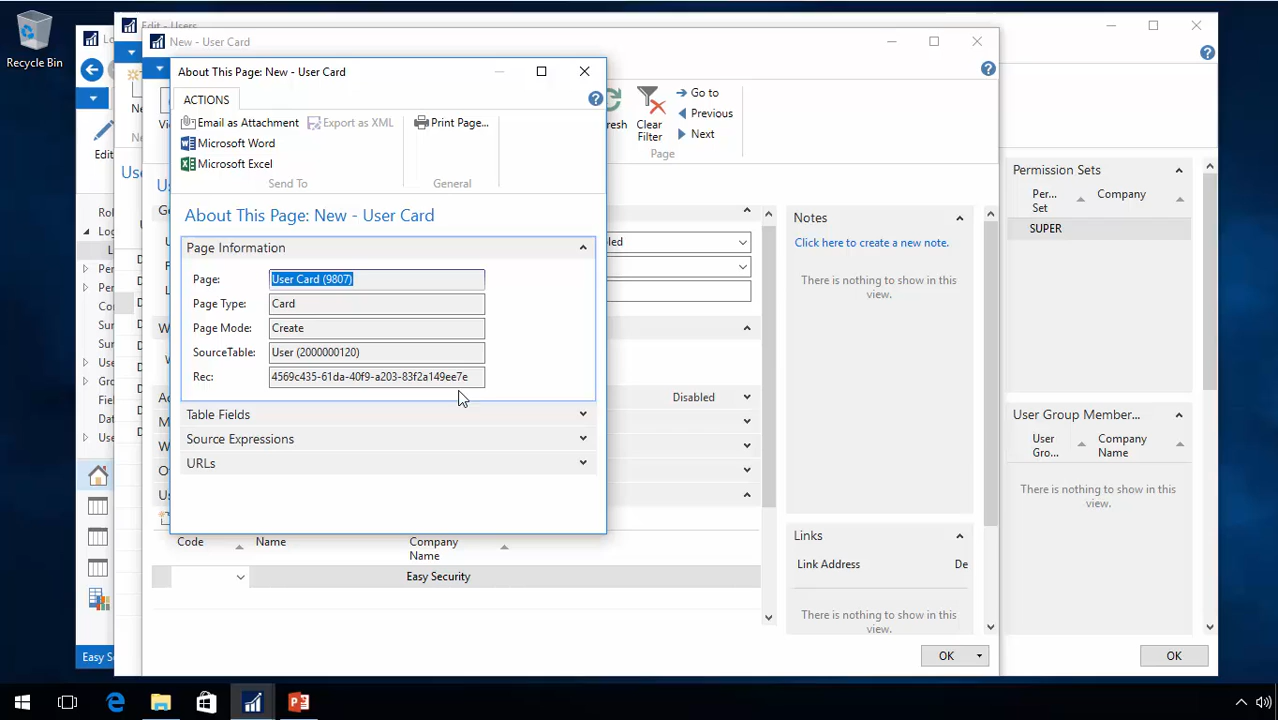 Recycle Bin
Edit - Users
New - User Card
About This Page: New - User Card
ACTIONS
Email as Attachment
Export as XML
Print Page...
Microsoft Word
Microsoft Excel
Send To
General
Clear
Filter
Go to
Previous
Next
Page
About This Page: New - User Card
Page Information
Page: User Card (9807)
Page Type: Card
Page Mode: Create
SourceTable: User (2000000120)
Rec: 4569c435-61da-40f9-a203-83f2a149ee7e
Table Fields
Source Expressions
URLs
Disabled
Code
Name
Company
Name
Easy Security
Notes
Click here to create a new note.
There is nothing to show in this
view.
Links
Link Address
De
There is nothing to show in this
view.
OK
Permission Sets
Per...
Set
Company
SUPER
User Group Member...
User
Gro...
Company
Name
There is nothing to show in this
view.
OK
Edit
Easy S